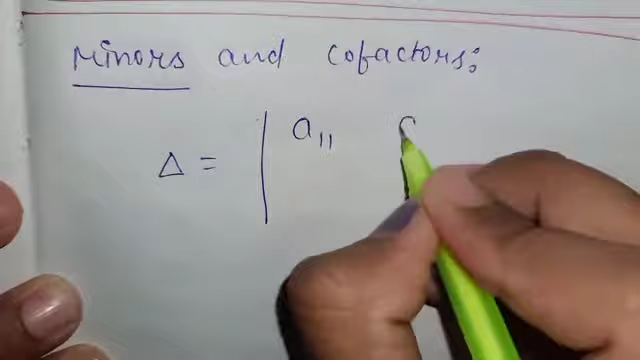 Minors and cofactors:
Δ = | a₁₁